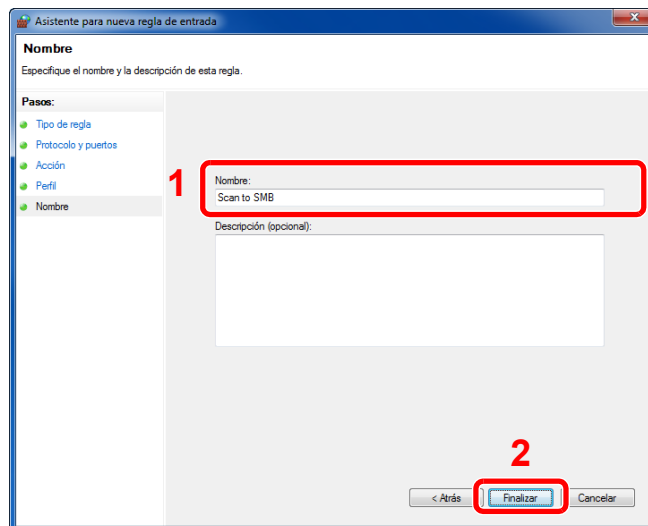 Asistente para nueva regla de entrada
Nombre
Especifique el nombre y la descripción de esta regla.
Pasos:
Tipo de regla
Protocolo y puertos
Acción
Perfil
Nombre
1
Nombre:
Scan to SMB
Descripción (opcional):
2
< Atrás
Finalizar
Cancelar